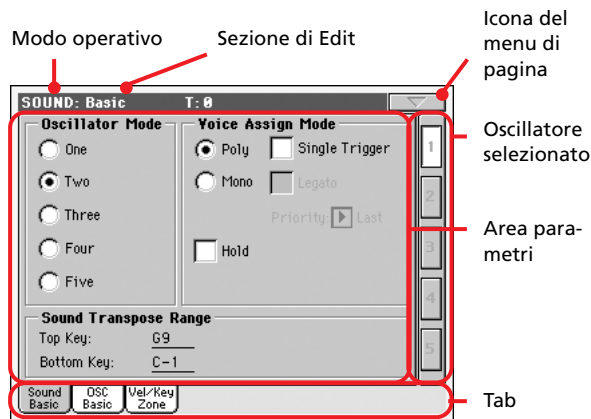 Modo operativo
Sezione di Edit
Icona del
menu di
pagina
SOUND: Basic T: 0
Oscillator Mode
One
Two
Three
Four
Five
Voice Assign Mode
Poly Single Trigger
Mono Legato
Priority: Last
Hold
Sound Transpose Range
Top Key: G9
Bottom Key: C-1
1
2
3
4
5
Sound
Basic
OSC
Basic
Vel/Key
Zone
Oscillatore
selezionato
Area para-
metri
Tab